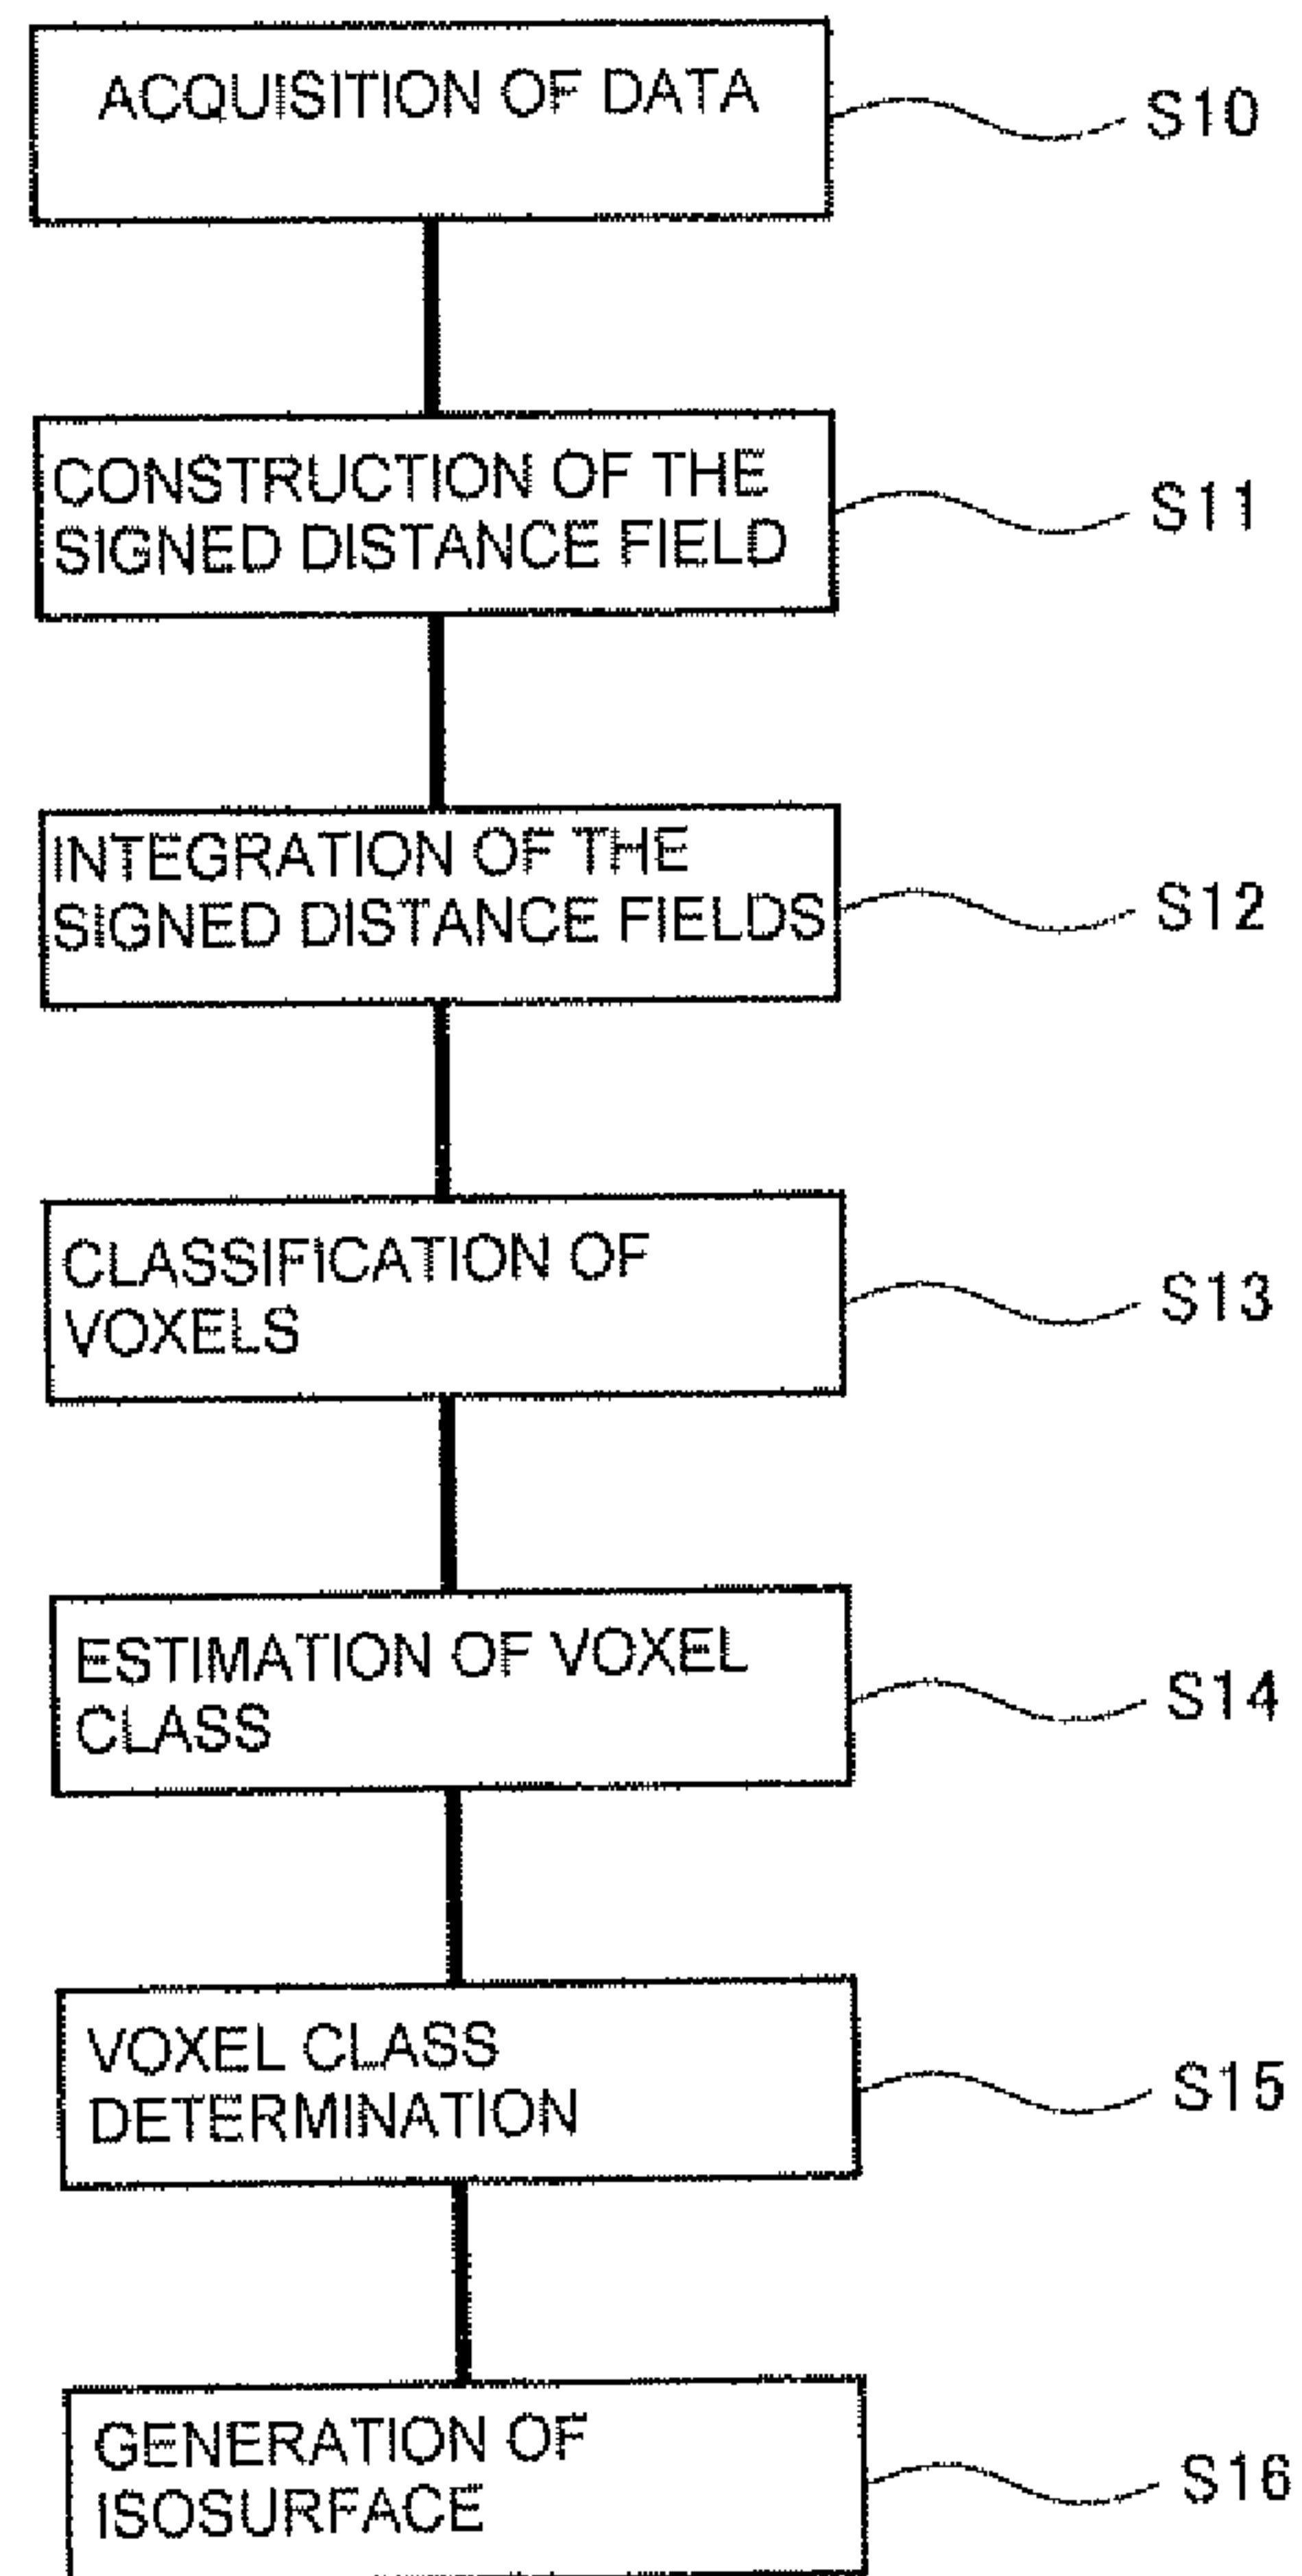 ACQUISITION OF DATA
S10
CONSTRUCTION OF THE
SIGNED DISTANCE FIELD
S11
INTEGRATION OF THE
SIGNED DISTANCE FIELDS
S12
CLASSIFICATION OF
VOXELS
S13
ESTIMATION OF VOXEL
CLASS
S14
VOXEL CLASS
DETERMINATION
S15
GENERATION OF
ISOSURFACE
S16